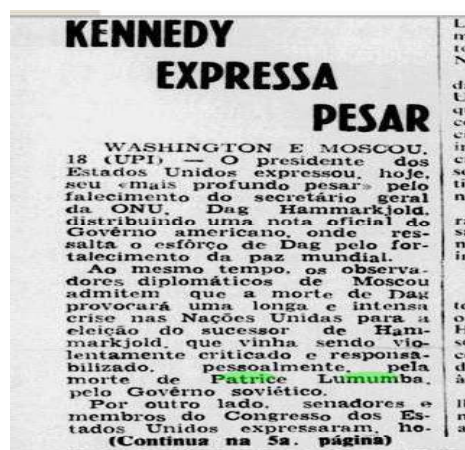 KENNEDY
EXPRESSA
PESAR
WASHINGTON E MOSCOU,
18 (UPI) — O presidente dos
Estados Unidos expressou, hoje,
seu «mais profundo pesar» pelo
falecimento do secretário geral
da ONU, Dag Hammarkjold,
distribuindo uma nota oficial do
Govêrno americano, onde res-
salta o esfôrço de Dag pelo for-
talecimento da paz mundial.
Ao mesmo tempo, os observa-
dores diplomáticos de Moscou
admitem que a morte de Dag
provocará uma longa e intensa
crise nas Nações Unidas para a
eleição do sucessor de Ham-
markjold, que vinha sendo vio-
lentamente criticado e responsa-
bilizado, pessoalmente, pela
morte de Patrice Lumumba,
pelo Govêrno soviético.
Por outro lado, senadores e
membros do Congresso dos Es-
tados Unidos expressaram, ho-
(Continua na 5a. página)